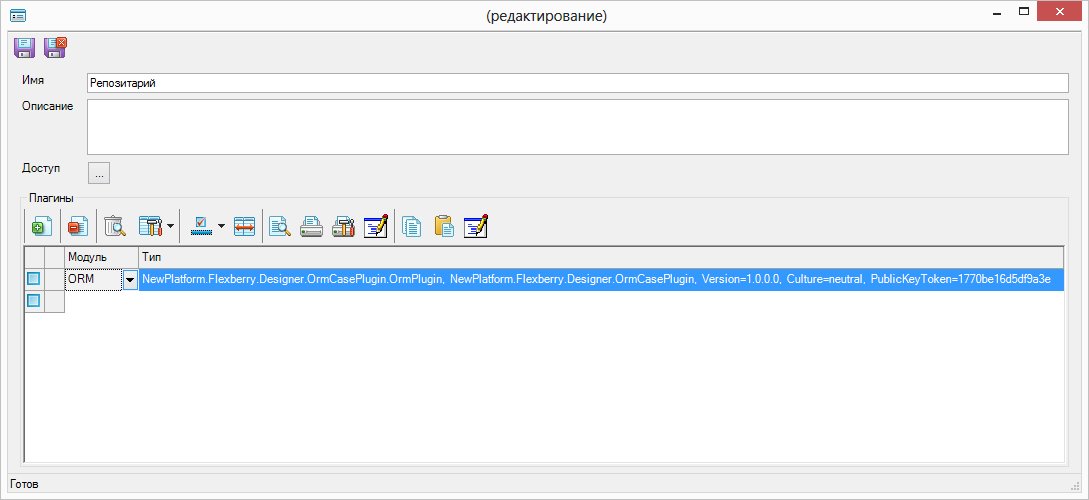 (редактирование)
Имя
Репозитарий
Описание
Доступ
...
Плагины
Модуль Тип
ORM NewPlatform.Flexberry.Designer.OrmCasePlugin.OrmPlugin, NewPlatform.Flexberry.Designer.OrmCasePlugin, Version=1.0.0.0, Culture=neutral, PublicKeyToken=1770be16d5df9a3e
Готов